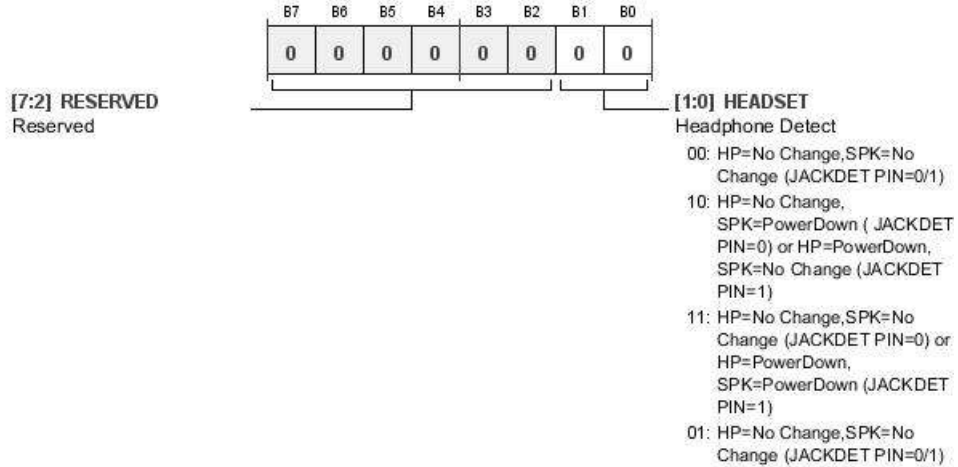 B7 B6 B5 B4 B3 B2 B1 B0
0 0 0 0 0 0 0 0
[7:2] RESERVED
Reserved
[1:0] HEADSET
Headphone Detect
00: HP=No Change,SPK=No
Change (JACKDET PIN=0/1)
10: HP=No Change,
SPK=PowerDown ( JACKDET
PIN=0) or HP=PowerDown,
SPK=No Change (JACKDET
PIN=1)
11: HP=No Change,SPK=No
Change (JACKDET PIN=0) or
HP=PowerDown,
SPK=PowerDown (JACKDET
PIN=1)
01: HP=No Change,SPK=No
Change (JACKDET PIN=0/1)